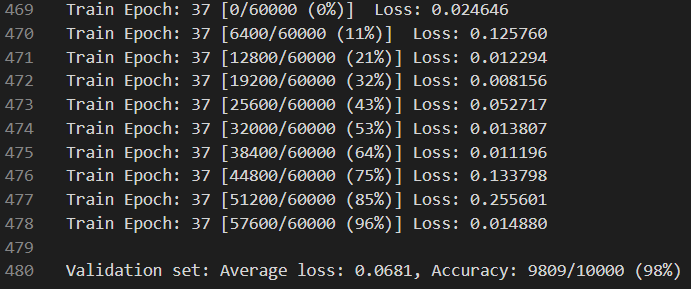 469 Train Epoch: 37 [0/60000 (0%)] Loss: 0.024646
470 Train Epoch: 37 [6400/60000 (11%)] Loss: 0.125760
471 Train Epoch: 37 [12800/60000 (21%)] Loss: 0.012294
472 Train Epoch: 37 [19200/60000 (32%)] Loss: 0.008156
473 Train Epoch: 37 [25600/60000 (43%)] Loss: 0.052717
474 Train Epoch: 37 [32000/60000 (53%)] Loss: 0.013807
475 Train Epoch: 37 [38400/60000 (64%)] Loss: 0.011196
476 Train Epoch: 37 [44800/60000 (75%)] Loss: 0.133798
477 Train Epoch: 37 [51200/60000 (85%)] Loss: 0.255601
478 Train Epoch: 37 [57600/60000 (96%)] Loss: 0.014880
479
480 Validation set: Average loss: 0.0681, Accuracy: 9809/10000 (98%)